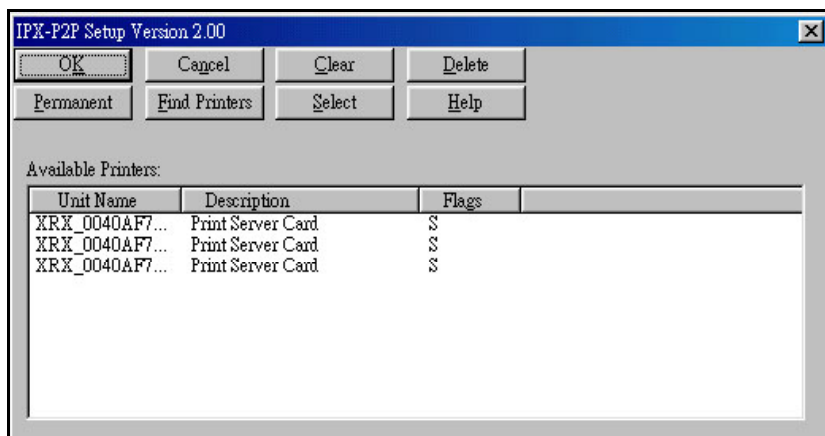 IPX-P2P Setup Version 2.00
OK Cancel Clear Delete
Permanent Find Printers Select Help
Available Printers:
Unit Name Description Flags
XRX_0040AF7... Print Server Card S
XRX_0040AF7... Print Server Card S
XRX_0040AF7... Print Server Card S